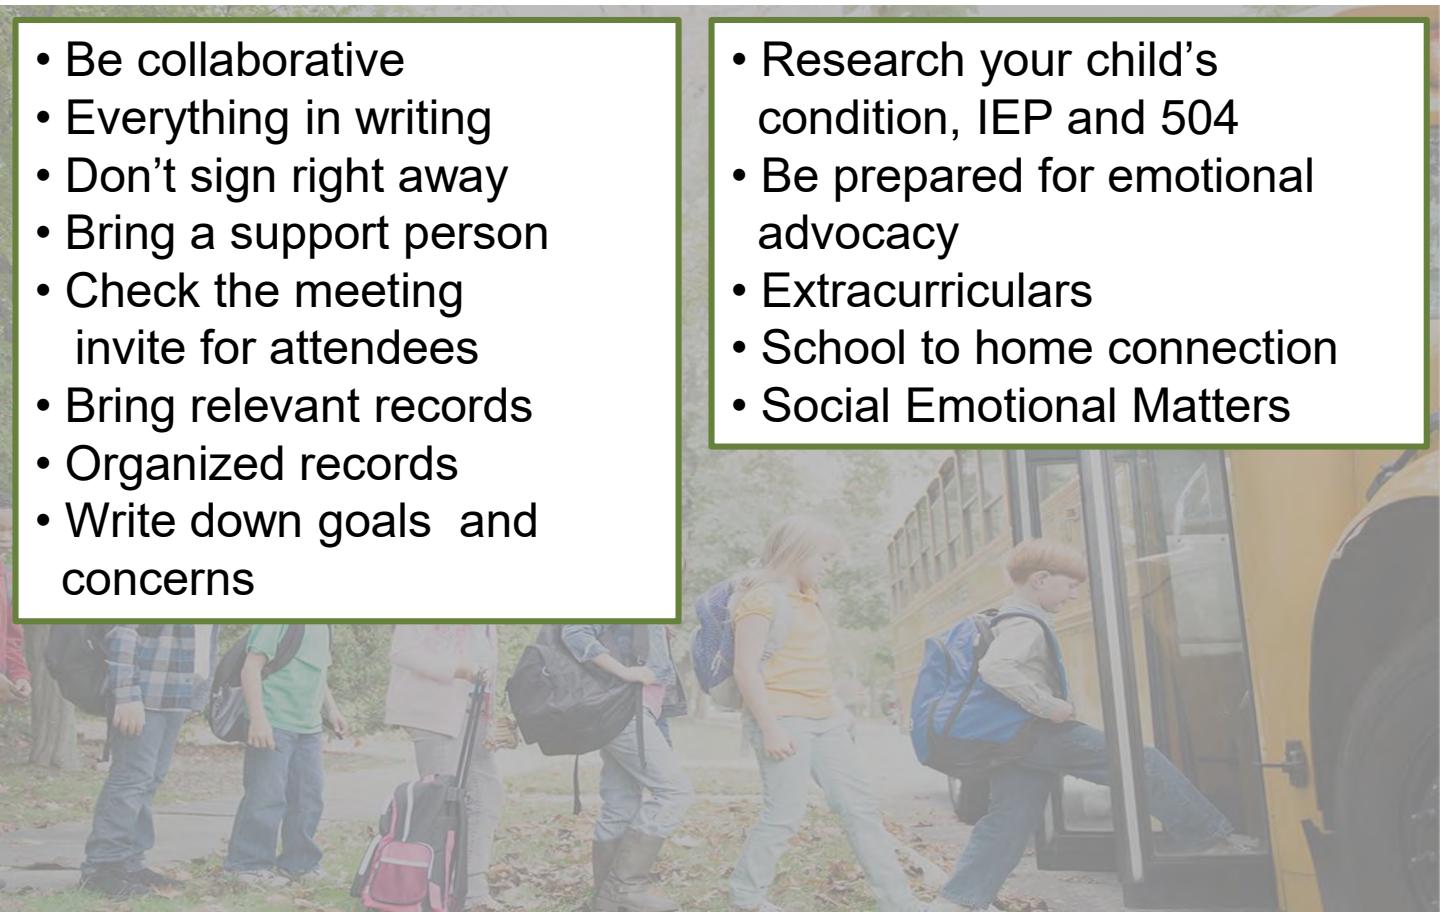 • Be collaborative
• Everything in writing
• Don’t sign right away
• Bring a support person
• Check the meeting
invite for attendees
• Bring relevant records
• Organized records
• Write down goals  and
concerns
• Research your child’s
condition, IEP and 504
• Be prepared for emotional
advocacy
• Extracurriculars
• School to home connection
• Social Emotional Matters